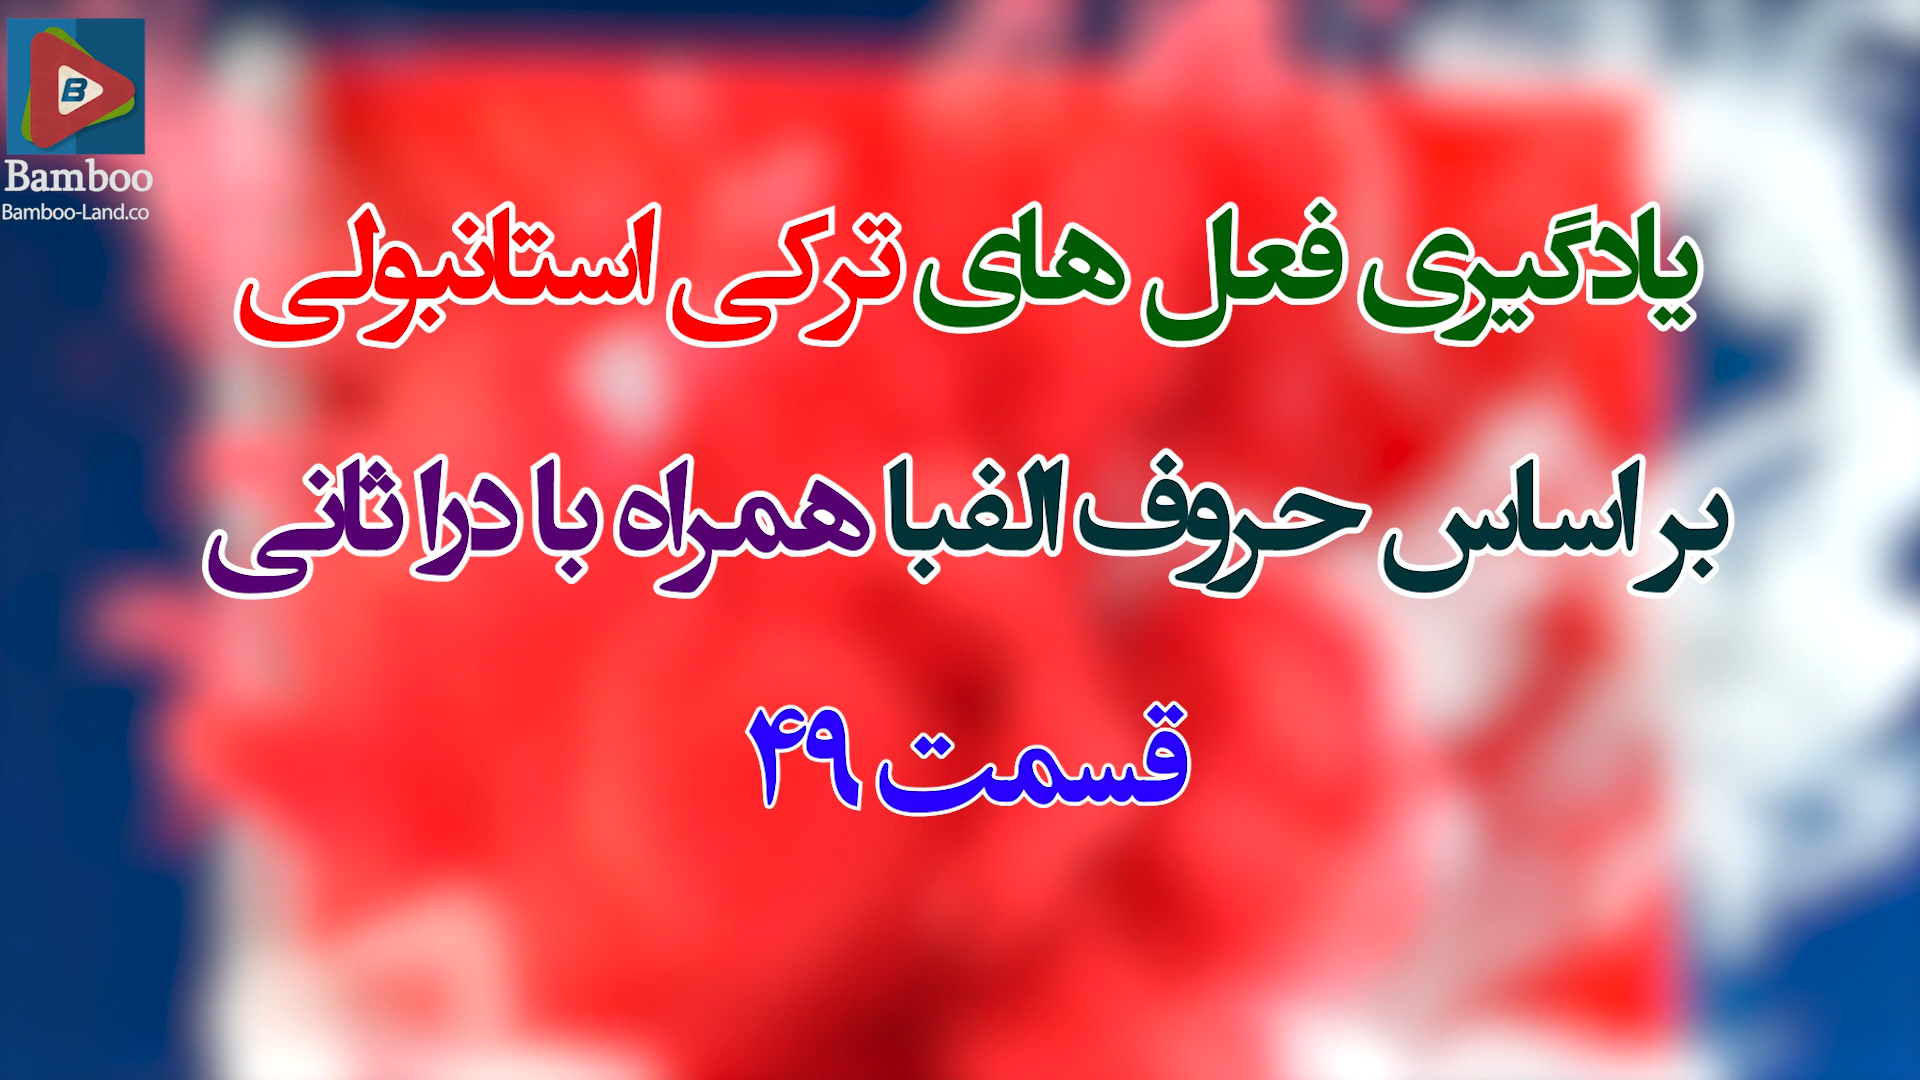 B
Bamboo
Bamboo-Land.co
یادگیری فعل های ترکی استانبولی
بر اساس حروف الفبا همراه با درا ثانی
قسمت ۴۹